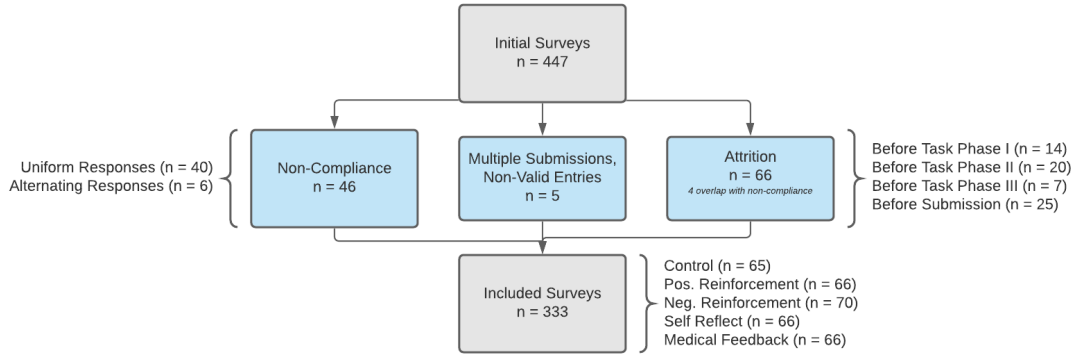 Initial Surveys
n = 447
Uniform Responses (n = 40)
Alternating Responses (n = 6)
Non-Compliance
n = 46
Multiple Submissions,
Non-Valid Entries
n = 5
Attrition
n = 66
4 overlap with non-compliance
Before Task Phase I (n = 14)
Before Task Phase II (n = 20)
Before Task Phase III (n = 7)
Before Submission (n = 25)
Included Surveys
n = 333
Control (n = 65)
Pos. Reinforcement (n = 66)
Neg. Reinforcement (n = 70)
Self Reflect (n = 66)
Medical Feedback (n = 66)